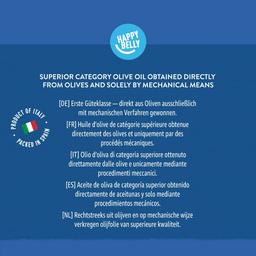 HAPPY
BELLY
SUPERIOR CATEGORY OLIVE OIL OBTAINED DIRECTLY
FROM OLIVES AND SOLELY BY MECHANICAL MEANS
[DE] Erste Güteklasse — direkt aus Oliven ausschließlich
mit mechanischen Verfahren gewonnen.
[FR] Huile d'olive de catégorie supérieure obtenue
directement des olives et uniquement par des
procédés mécaniques.
[IT] Olio d'oliva di categoria superiore ottenuto
direttamente dalle olive e unicamente mediante
procedimenti meccanici.
[ES] Aceite de oliva de categoría superior obtenido
directamente de aceitunas y solo mediante
procedimientos mecánicos.
[NL] Rechtstreeks uit olijven en op mechanische wijze
verkregen olijfolie van superieure kwaliteit.
PRODUCT OF ITALY
PACKED IN SPAIN